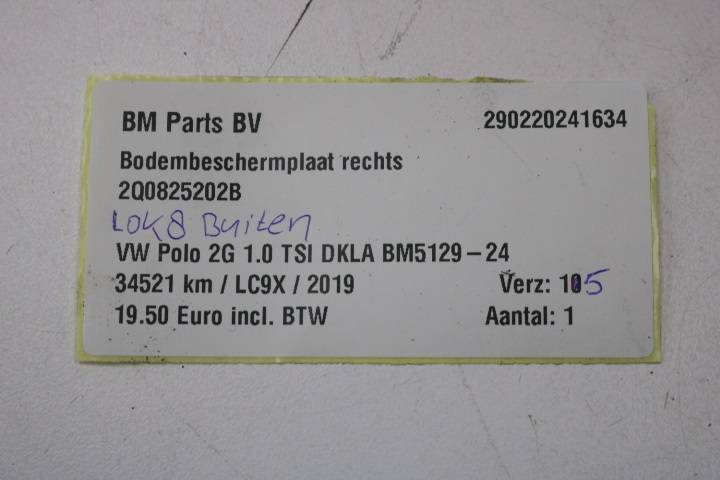 BM Parts BV 290220241634
Bodembeschermplaat rechts
2Q0825202B
LOK8 Buiten
VW Polo 2G 1.0 TSI DKLA BM5129-24
34521 km / LC9X / 2019 Verz: 105
19.50 Euro incl. BTW Aantal: 1